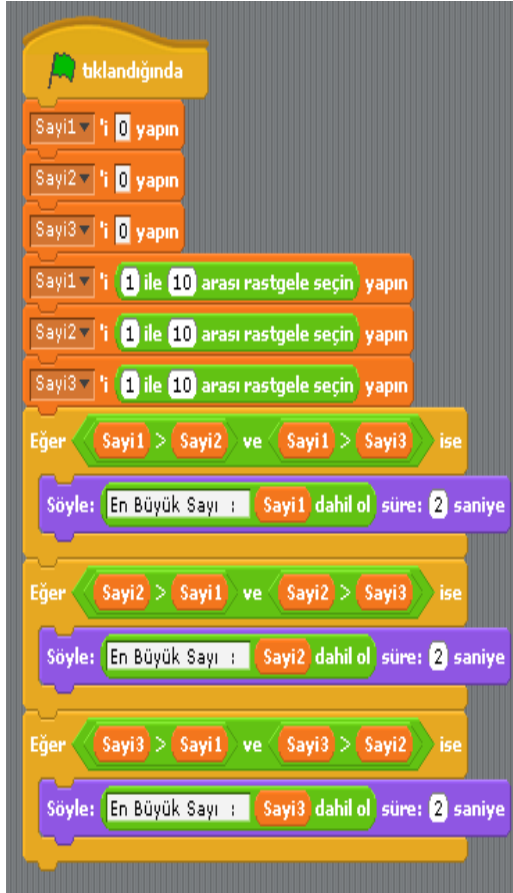 tıklandığında
Sayi1 'i 0 yapın
Sayi2 'i 0 yapın
Sayi3 'i 0 yapın
Sayi1 'i 1 ile 10 arası rastgele seçin yapın
Sayi2 'i 1 ile 10 arası rastgele seçin yapın
Sayi3 'i 1 ile 10 arası rastgele seçin yapın
Eğer Sayi1 > Sayi2 ve Sayi1 > Sayi3 ise
Söyle: En Büyük Sayı : Sayi1 dahil ol süre: 2 saniye
Eğer Sayi2 > Sayi1 ve Sayi2 > Sayi3 ise
Söyle: En Büyük Sayı : Sayi2 dahil ol süre: 2 saniye
Eğer Sayi3 > Sayi1 ve Sayi3 > Sayi2 ise
Söyle: En Büyük Sayı : Sayi3 dahil ol süre: 2 saniye